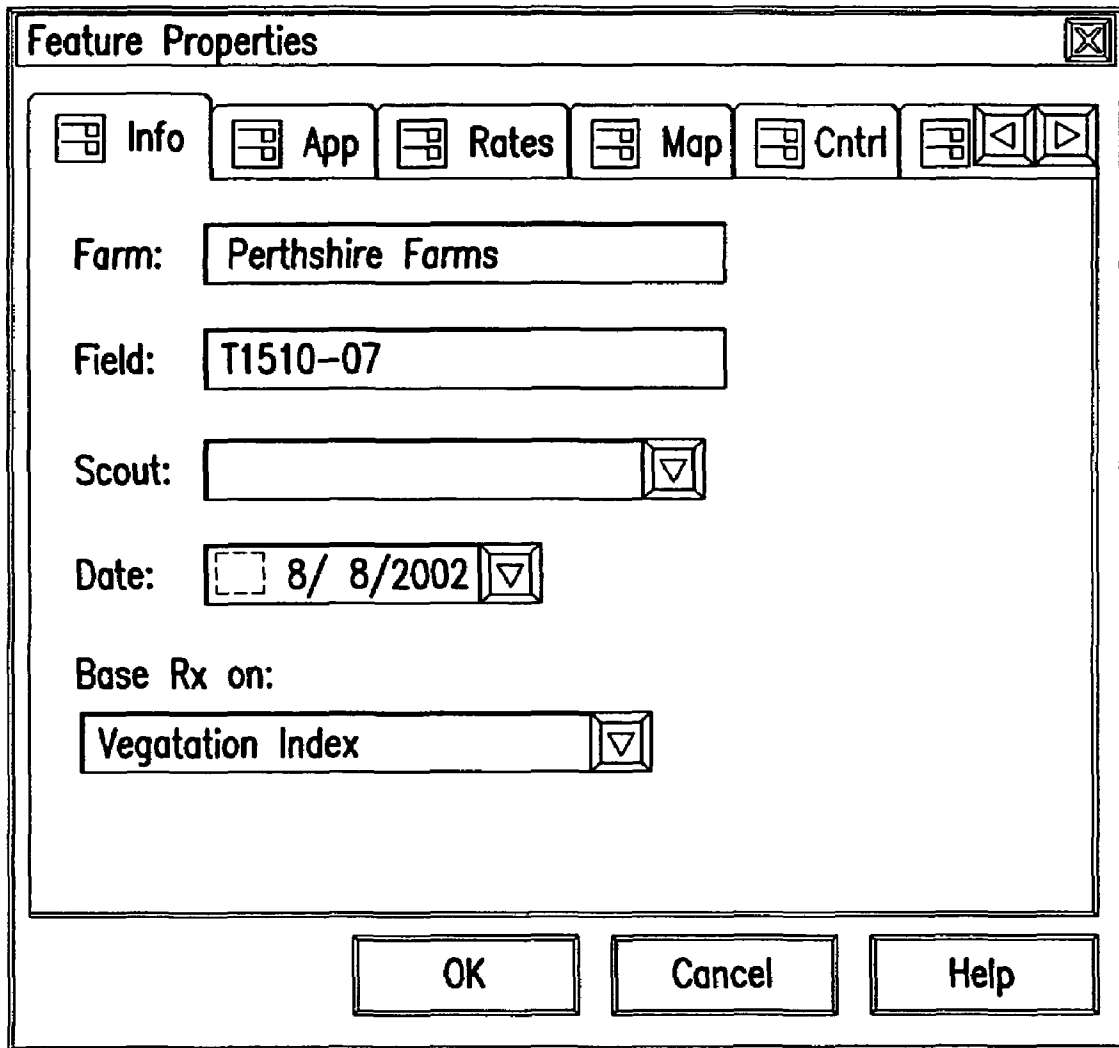 Feature Properties
Info App Rates Map Cntrl
Farm: Perthshire Farms
Field: T1510-07
Scout:
Date: 8/ 8/2002
Base Rx on:
Vegatation Index
OK Cancel Help